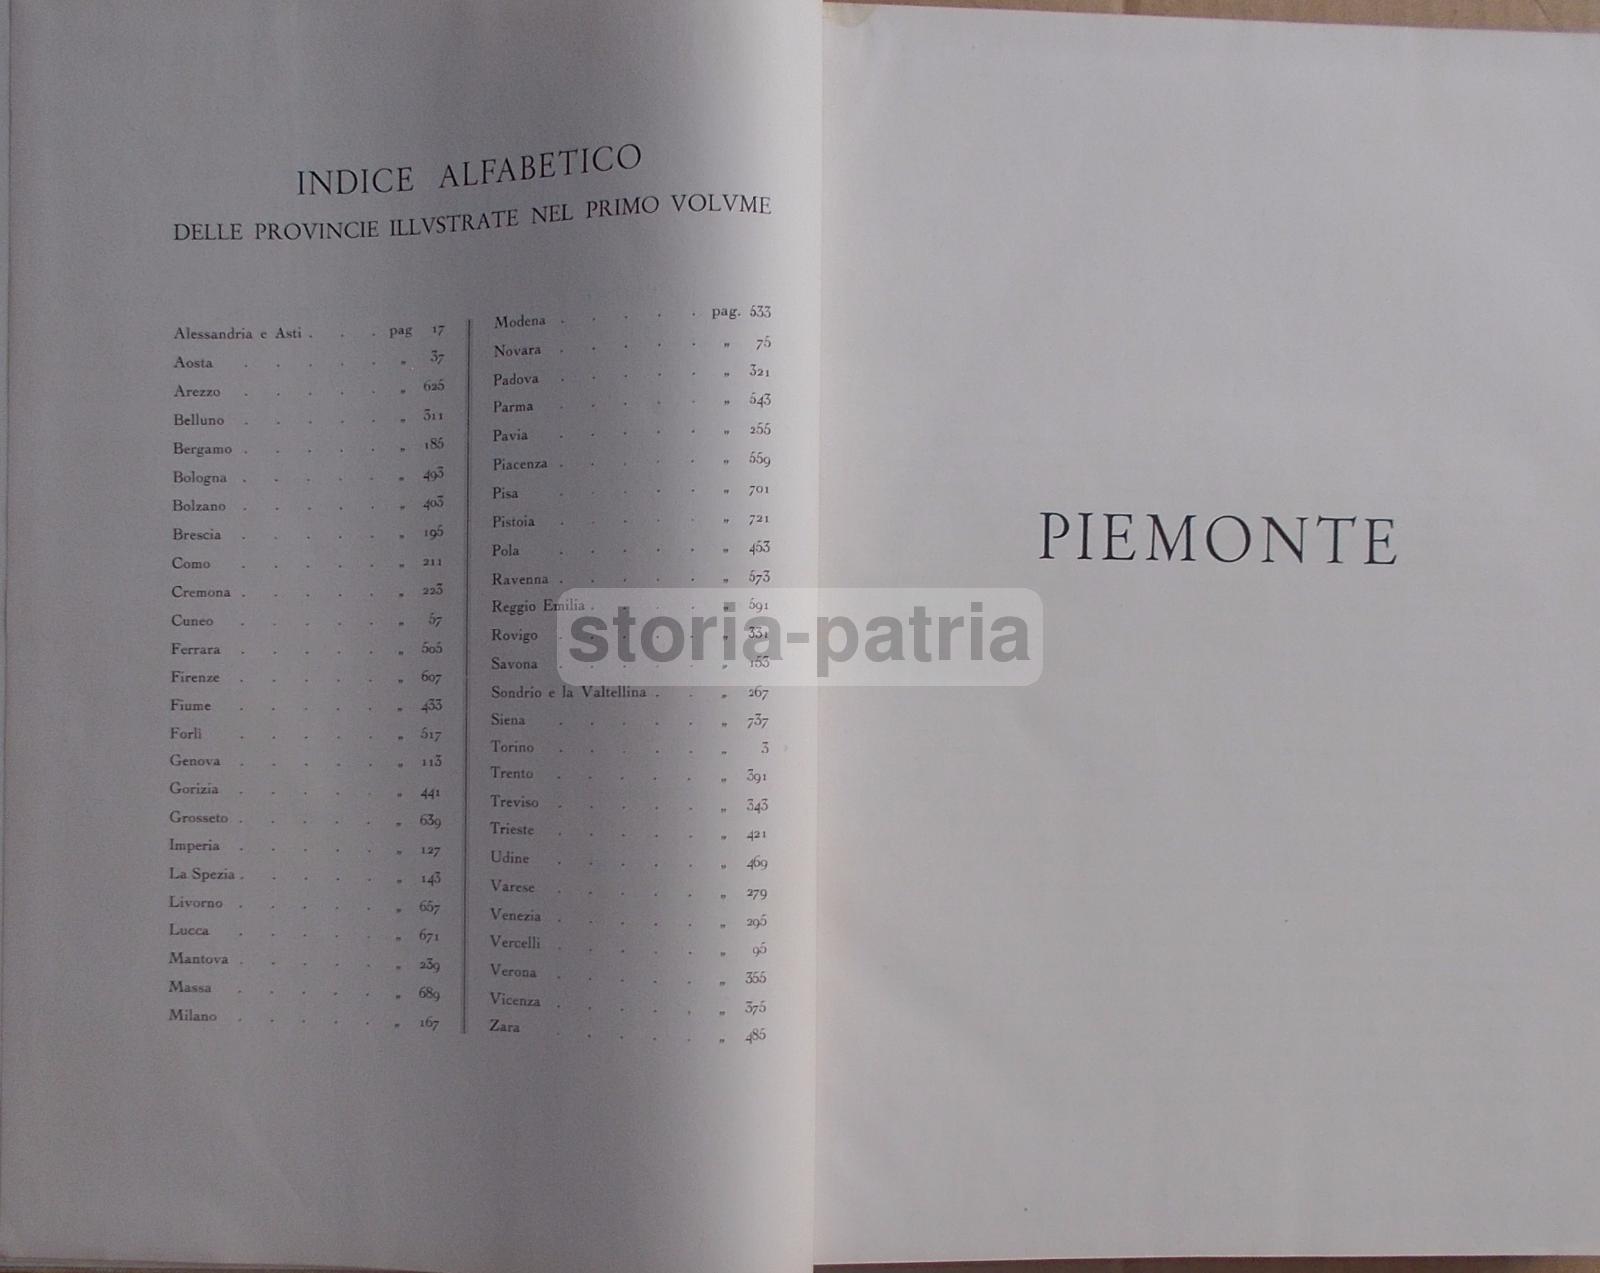 INDICE ALFABETICO
DELLE PROVINCIE ILLVSTRATE NEL PRIMO VOLVME
Alessandria e Asti . . . pag 17
Aosta . . . . . „ 37
Arezzo . . . . . „ 625
Belluno . . . . . „ 311
Bergamo . . . . . „ 185
Bologna . . . . . „ 493
Bolzano . . . . . „ 403
Brescia . . . . . „ 195
Como . . . . . „ 211
Cremona . . . . . „ 223
Cuneo . . . . . „ 57
Ferrara . . . . . „ 505
Firenze . . . . . „ 607
Fiume . . . . . „ 433
Forlì . . . . . „ 517
Genova . . . . . „ 113
Gorizia . . . . . „ 441
Grosseto . . . . . „ 639
Imperia . . . . . „ 127
La Spezia . . . . . „ 143
Livorno . . . . . „ 657
Lucca . . . . . „ 671
Mantova . . . . . „ 239
Massa . . . . . „ 689
Milano . . . . . „ 167
Modena . . . . . pag. 533
Novara . . . . . „ 75
Padova . . . . . „ 321
Parma . . . . . „ 543
Pavia . . . . . „ 255
Piacenza . . . . . „ 559
Pisa . . . . . „ 701
Pistoia . . . . . „ 721
Pola . . . . . „ 453
Ravenna . . . . . „ 573
Reggio Emilia . . . . „ 591
Rovigo . . . . . „ 331
Savona . . . . . „ 153
Sondrio e la Valtellina . . „ 267
Siena . . . . . „ 737
Torino . . . . . „ 3
Trento . . . . . „ 391
Treviso . . . . . „ 343
Trieste . . . . . „ 421
Udine . . . . . „ 469
Varese . . . . . „ 279
Venezia . . . . . „ 295
Vercelli . . . . . „ 95
Verona . . . . . „ 355
Vicenza . . . . . „ 375
Zara . . . . . „ 485
storia-patria
PIEMONTE